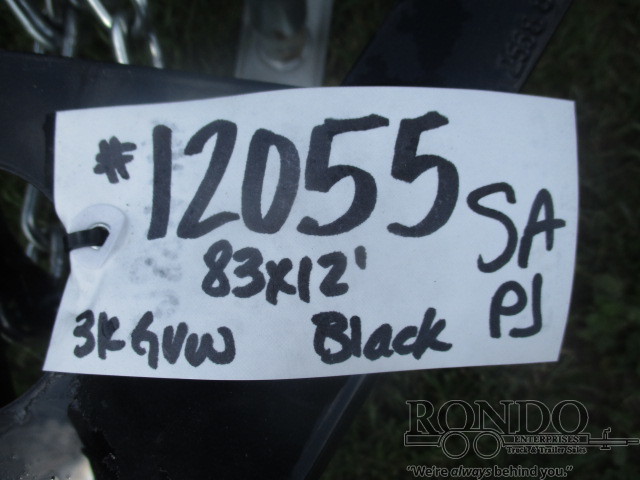 #12055
SA
83x12'
PJ
3K GVW Black
RONDO
ENTERPRISES
Truck & Trailer Sales
"We're always behind you."